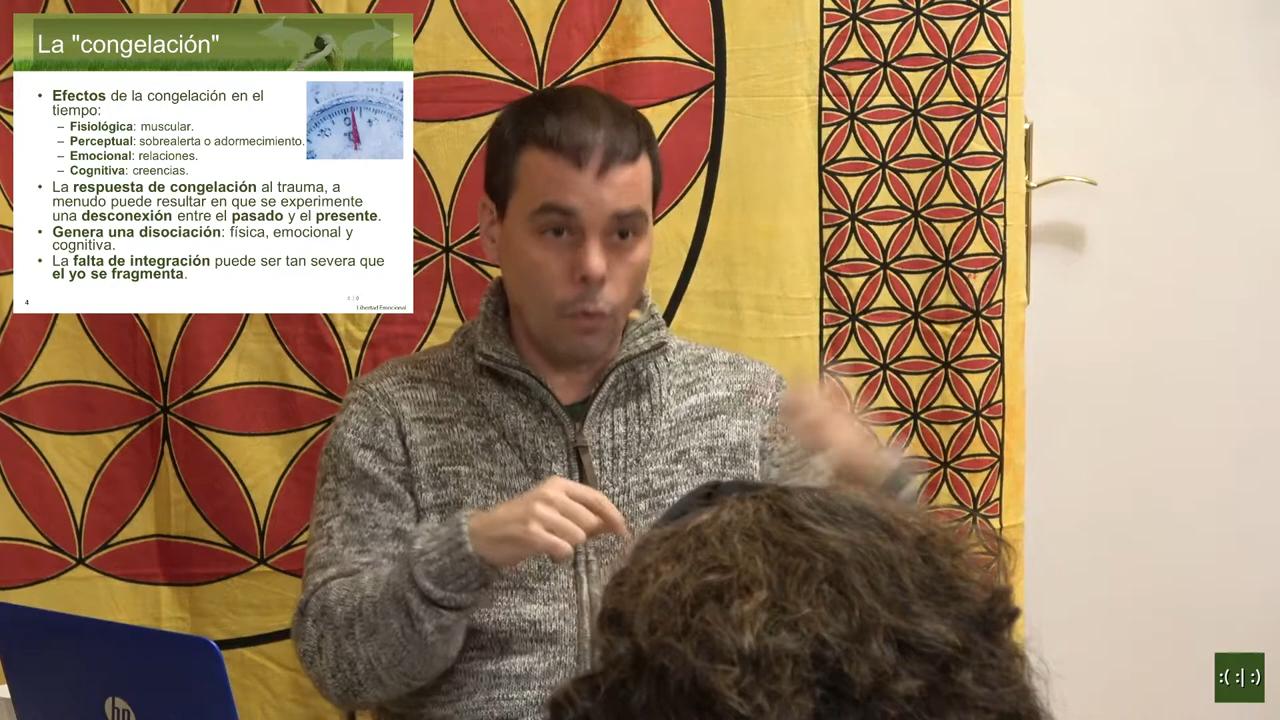 La "congelación"
• Efectos de la congelación en el
tiempo:
– Fisiológica: muscular.
– Perceptual: sobrealerta o adormecimiento.
– Emocional: relaciones.
– Cognitiva: creencias.
• La respuesta de congelación al trauma, a
menudo puede resultar en que se experimente
una desconexión entre el pasado y el presente.
• Genera una disociación: física, emocional y
cognitiva.
• La falta de integración puede ser tan severa que
el yo se fragmenta.
4
Libertad Emocional
hp
:( :| :)